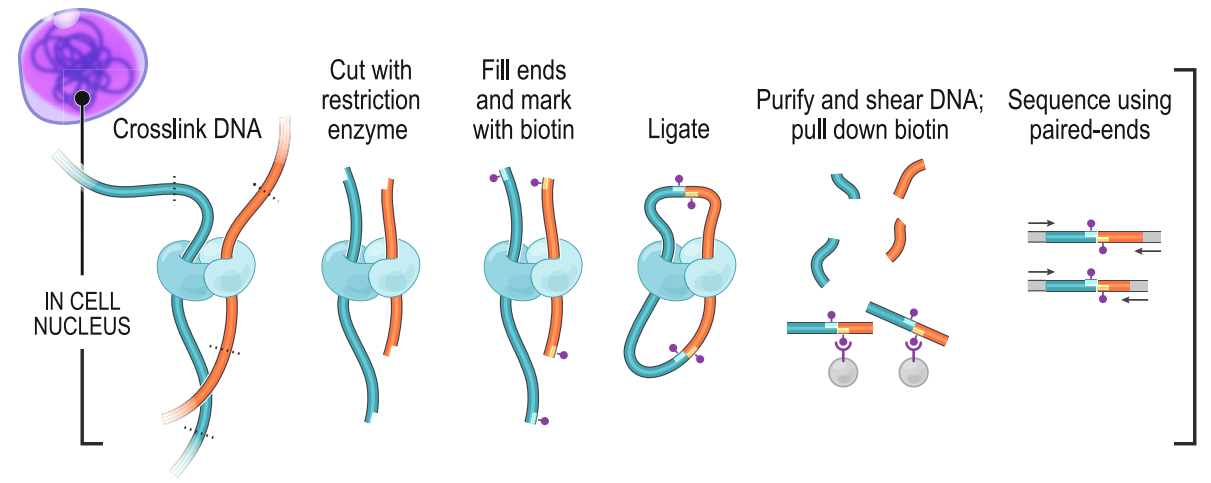 Crosslink DNA
IN CELL
NUCLEUS
Cut with
restriction
enzyme
Fill ends
and mark
with biotin
Ligate
Purify and shear DNA;
pull down biotin
Sequence using
paired-ends